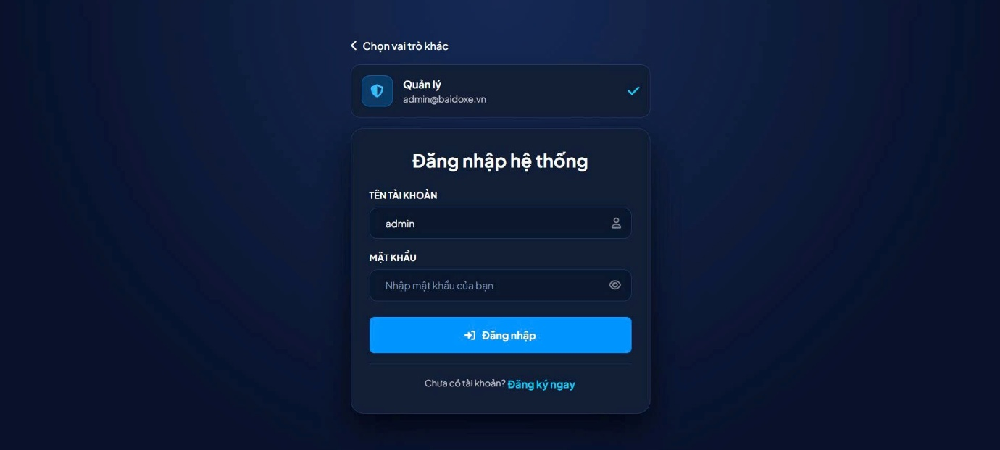 Chọn vai trò khác
Quản lý
admin@baidoxe.vn
Đăng nhập hệ thống
TÊN TÀI KHOẢN
admin
MẬT KHẨU
Nhập mật khẩu của bạn
Đăng nhập
Chưa có tài khoản? Đăng ký ngay